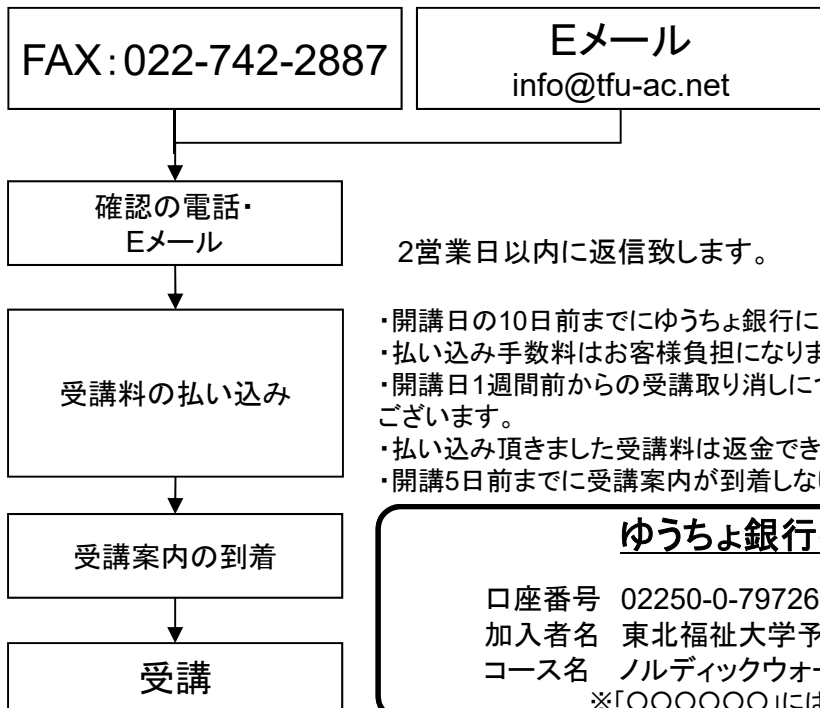 FAX:022-742-2887
Eメール
info@tfu-ac.net
確認の電話・
Eメール
2営業日以内に返信致します。
受講料の払い込み
・開講日の10日前までにゆうちょ銀行に
・払い込み手数料はお客様負担になりま
・開講日1週間前からの受講取り消しにつ
ございます。
・払い込み頂きました受講料は返金でき
・開講5日前までに受講案内が到着しな
受講案内の到着
ゆうちょ銀行
口座番号 02250-0-79726
加入者名 東北福祉大学予
コース名 ノルディックウォー
※「〇〇〇〇〇〇」には
受講